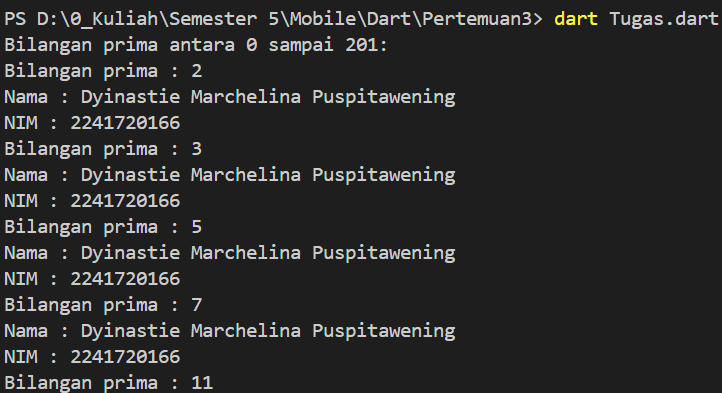 PS D:\0_Kuliah\Semester 5\Mobile\Dart\Pertemuan3> dart Tugas.dart
Bilangan prima antara 0 sampai 201:
Bilangan prima : 2
Nama : Dyinastie Marchelina Puspitawening
NIM : 2241720166
Bilangan prima : 3
Nama : Dyinastie Marchelina Puspitawening
NIM : 2241720166
Bilangan prima : 5
Nama : Dyinastie Marchelina Puspitawening
NIM : 2241720166
Bilangan prima : 7
Nama : Dyinastie Marchelina Puspitawening
NIM : 2241720166
Bilangan prima : 11